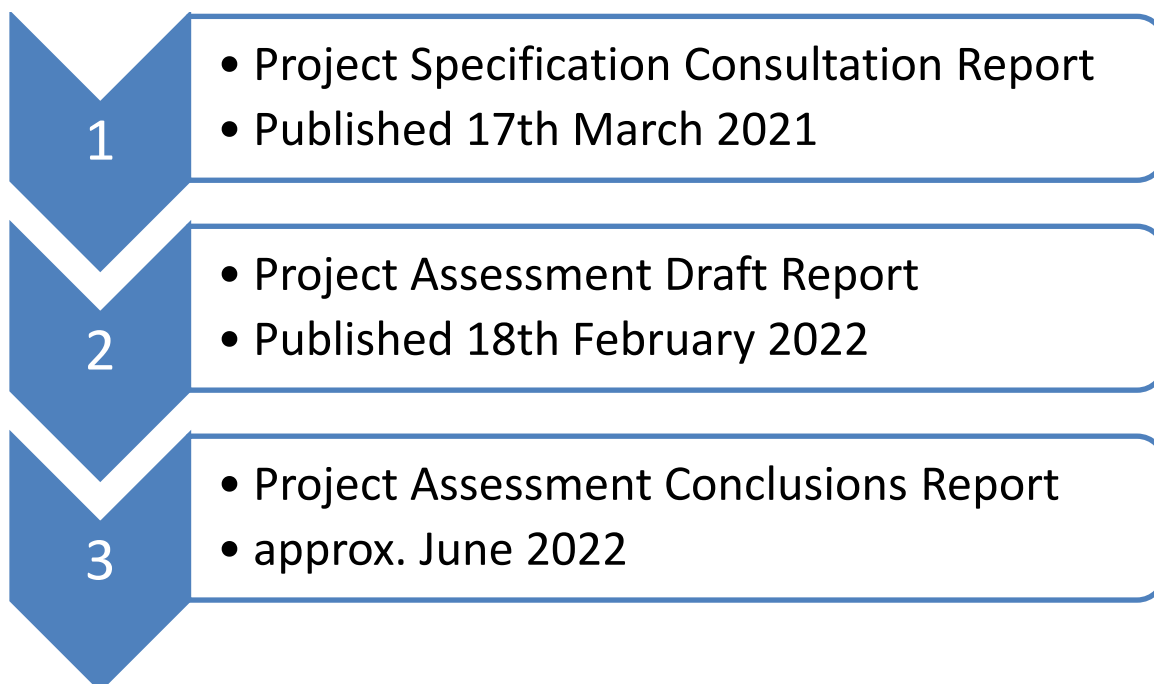 1
• Project Specification Consultation Report
• Published 17th March 2021
2
• Project Assessment Draft Report
• Published 18th February 2022
3
• Project Assessment Conclusions Report
• approx. June 2022